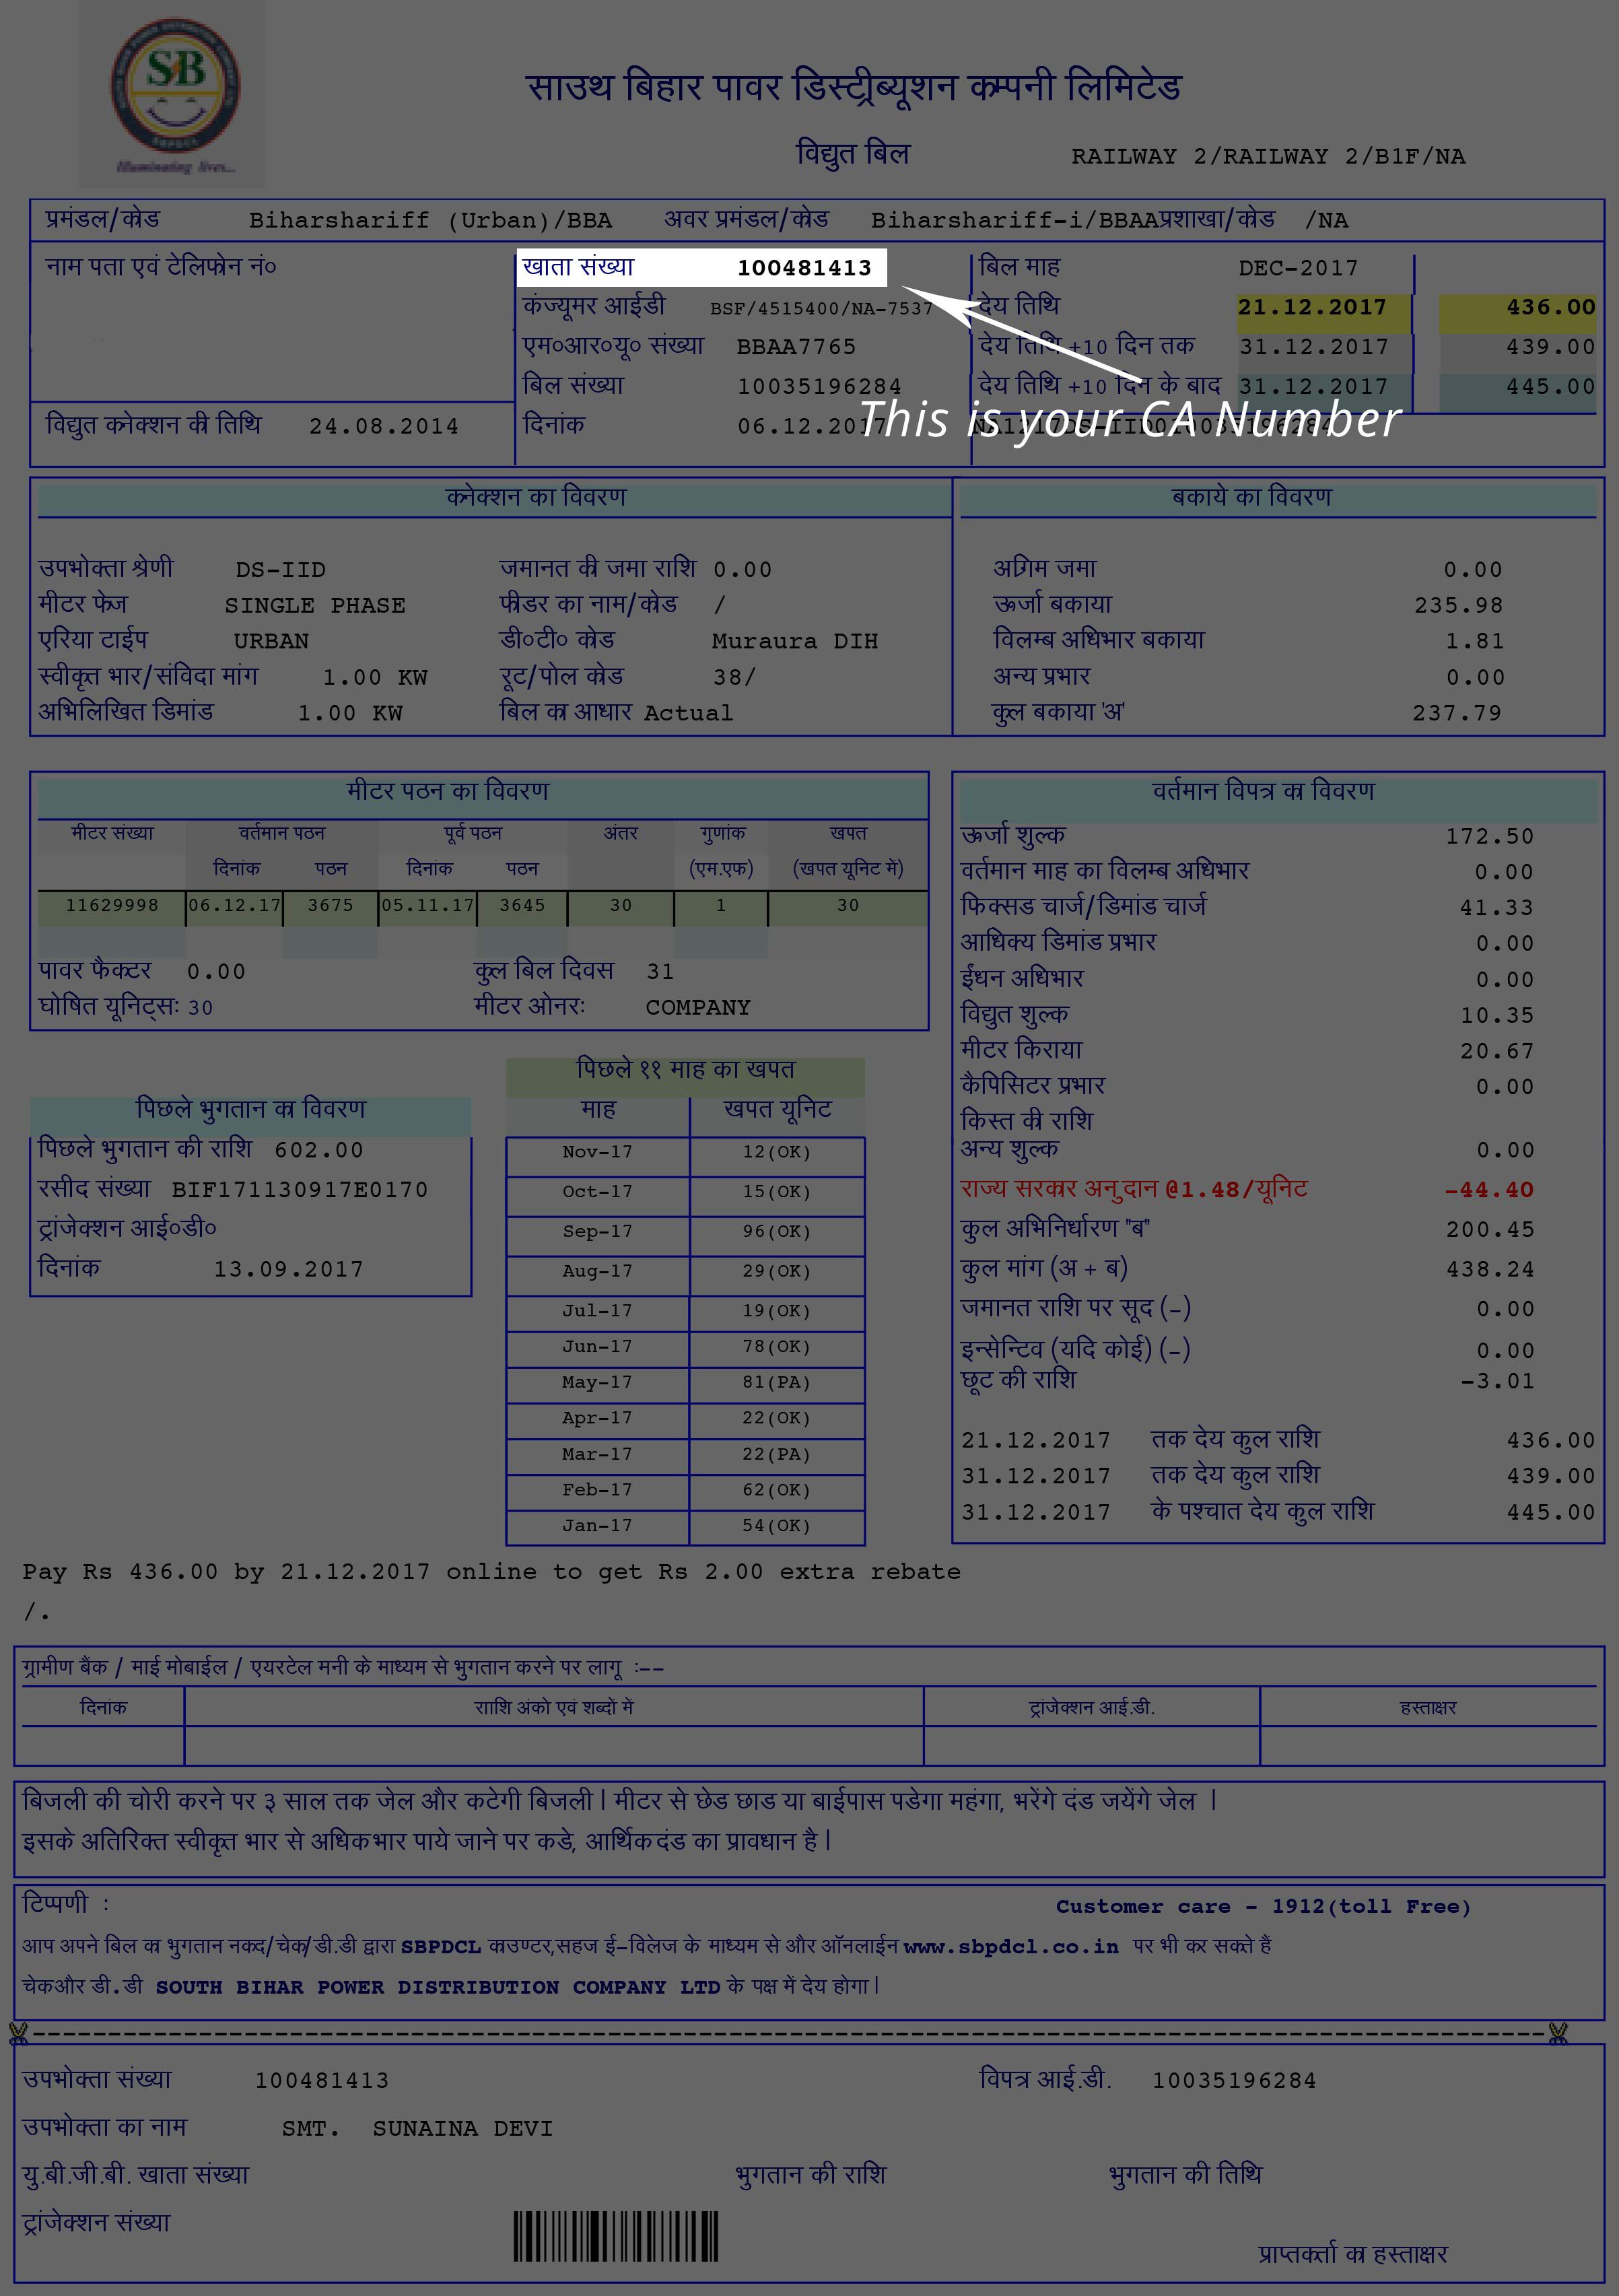 SB
SBPDCL
Illuminating lives...
साउथ बिहार पावर डिस्ट्रीब्यूशन कम्पनी लिमिटेड
विद्युत बिल RAILWAY 2/RAILWAY 2/B1F/NA
प्रमंडल/कोड Biharshariff (Urban)/BBA अवर प्रमंडल/कोड Biharshariff-i/BBAA प्रशाखा/कोड /NA
नाम पता एवं टेलिफोन नं० खाता संख्या 100481413 बिल माह DEC-2017
कंज्यूमर आईडी BSF/4515400/NA-7537 देय तिथि 21.12.2017 436.00
एम०आर०यू० संख्या BBAA7765 देय तिथि +10 दिन तक 31.12.2017 439.00
बिल संख्या 10035196284 देय तिथि +10 दिन के बाद 31.12.2017 445.00
This is your CA Number
विद्युत कनेक्शन की तिथि 24.08.2014 दिनांक 06.12.2017
कनेक्शन का विवरण बकाये का विवरण
उपभोक्ता श्रेणी DS-IID जमानत की जमा राशि 0.00 अग्रिम जमा 0.00
मीटर फेज SINGLE PHASE फीडर का नाम/कोड / ऊर्जा बकाया 235.98
एरिया टाईप URBAN डी०टी० कोड Muraura DIH विलम्ब अधिभार बकाया 1.81
स्वीकृत भार/संविदा मांग 1.00 KW रूट/पोल कोड 38/ अन्य प्रभार 0.00
अभिलिखित डिमांड 1.00 KW बिल का आधार Actual कुल बकाया 'अ' 237.79
मीटर पठन का विवरण
मीटर संख्या वर्तमान पठन पूर्व पठन अंतर गुणांक खपत
दिनांक पठन दिनांक पठन (एम.एफ) (खपत यूनिट में)
11629998 06.12.17 3675 05.11.17 3645 30 1 30
पावर फैक्टर 0.00 कुल बिल दिवस 31
घोषित यूनिट्सः 30 मीटर ओनरः COMPANY
वर्तमान विपत्र का विवरण
ऊर्जा शुल्क 172.50
वर्तमान माह का विलम्ब अधिभार 0.00
फिक्सड चार्ज/डिमांड चार्ज 41.33
आधिक्य डिमांड प्रभार 0.00
ईंधन अधिभार 0.00
विद्युत शुल्क 10.35
मीटर किराया 20.67
कैपिसिटर प्रभार 0.00
किस्त की राशि
अन्य शुल्क 0.00
राज्य सरकार अनुदान @1.48/यूनिट -44.40
कुल अभिनिर्धारण "ब" 200.45
कुल मांग (अ + ब) 438.24
जमानत राशि पर सूद (-) 0.00
इन्सेन्टिव (यदि कोई) (-) 0.00
छूट की राशि -3.01
21.12.2017 तक देय कुल राशि 436.00
31.12.2017 तक देय कुल राशि 439.00
31.12.2017 के पश्चात देय कुल राशि 445.00
पिछले भुगतान का विवरण
पिछले भुगतान की राशि 602.00
रसीद संख्या BIF171130917E0170
ट्रांजेक्शन आई०डी०
दिनांक 13.09.2017
पिछले ११ माह का खपत
माह खपत यूनिट
Nov-17 12(OK)
Oct-17 15(OK)
Sep-17 96(OK)
Aug-17 29(OK)
Jul-17 19(OK)
Jun-17 78(OK)
May-17 81(PA)
Apr-17 22(OK)
Mar-17 22(PA)
Feb-17 62(OK)
Jan-17 54(OK)
Pay Rs 436.00 by 21.12.2017 online to get Rs 2.00 extra rebate
/.
ग्रामीण बैंक / माई मोबाईल / एयरटेल मनी के माध्यम से भुगतान करने पर लागू :--
दिनांक रााशि अंको एवं शब्दों में ट्रांजेक्शन आई.डी. हस्ताक्षर
बिजली की चोरी करने पर ३ साल तक जेल और कटेगी बिजली | मीटर से छेड छाड या बाईपास पडेगा महंगा, भरेंगे दंड जयेंगे जेल |
इसके अतिरिक्त स्वीकृत भार से अधिकभार पाये जाने पर कडे, आर्थिकदंड का प्रावधान है |
टिप्पणी : Customer care - 1912(toll Free)
आप अपने बिल का भुगतान नकद/चेक/डी.डी द्वारा SBPDCL काउण्टर,सहज ई-विलेज के माध्यम से और ऑनलाईन www.sbpdcl.co.in पर भी कर सकते हैं
चेकऔर डी.डी SOUTH BIHAR POWER DISTRIBUTION COMPANY LTD के पक्ष में देय होगा |
उपभोक्ता संख्या 100481413 विपत्र आई.डी. 10035196284
उपभोक्ता का नाम SMT. SUNAINA DEVI
यु.बी.जी.बी. खाता संख्या भुगतान की राशि भुगतान की तिथि
ट्रांजेक्शन संख्या
प्राप्तकर्ता का हस्ताक्षर